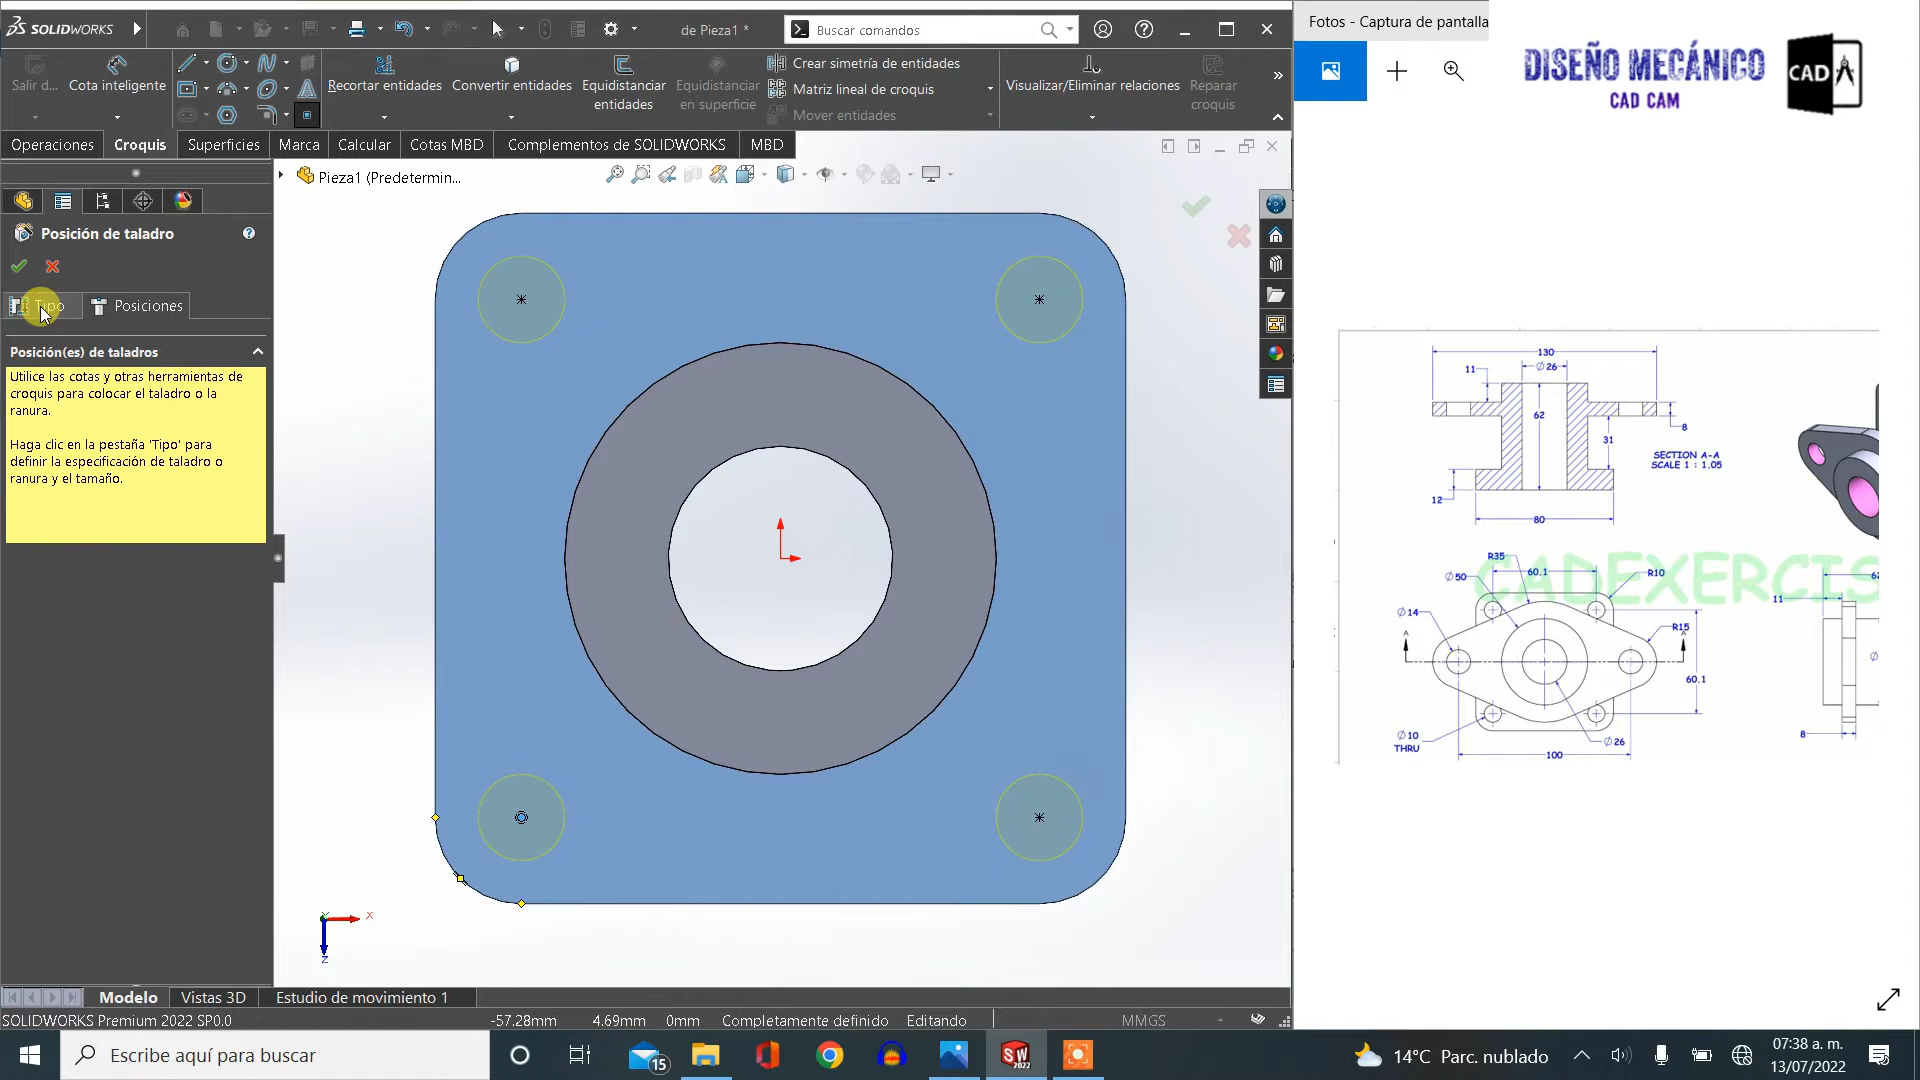 SOLIDWORKS
de Pieza1 *
Buscar comandos
Fotos - Captura de pantalla
DISEÑO MECÁNICO
CAD CAM
CAD
Salir d...
Cota inteligente
Recortar entidades
Convertir entidades
Equidistanciar
entidades
Equidistanciar
en superficie
Crear simetría de entidades
Matriz lineal de croquis
Mover entidades
Visualizar/Eliminar relaciones
Reparar
croquis
Operaciones
Croquis
Superficies
Marca
Calcular
Cotas MBD
Complementos de SOLIDWORKS
MBD
Pieza1 (Predetermin...
Posición de taladro
Tipo
Posiciones
Posición(es) de taladros
Utilice las cotas y otras herramientas de
croquis para colocar el taladro o la
ranura.
Haga clic en la pestaña 'Tipo' para
definir la especificación de taladro o
ranura y el tamaño.
X
Y
Z
130
Ø26
11
62
8
31
SECTION A-A
SCALE 1 : 1.05
12
80
CADEXERCIS
R35
Ø50
60.1
R10
Ø14
A
R15
A
60.1
Ø10
THRU
Ø26
100
62
11
Ø
8
Modelo
Vistas 3D
Estudio de movimiento 1
SOLIDWORKS Premium 2022 SP0.0
-57.28mm
4.69mm
0mm
Completamente definido
Editando
MMGS
Escribe aquí para buscar
15
SW
2022
14°C
Parc. nublado
07:38 a. m.
13/07/2022